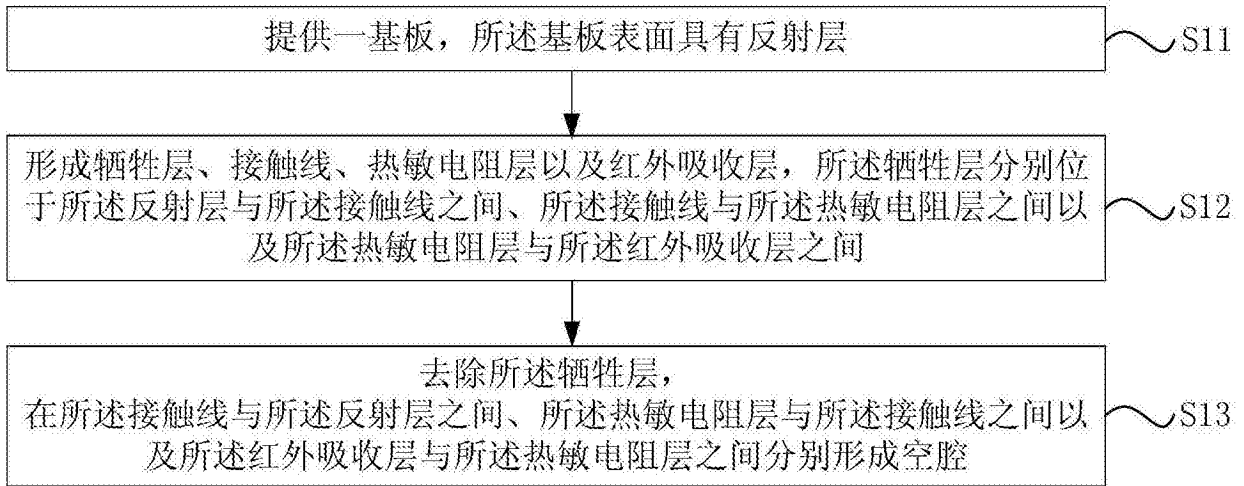 提供一基板，所述基板表面具有反射层
S11
形成牺牲层、接触线、热敏电阻层以及红外吸收层，所述牺牲层分别位
于所述反射层与所述接触线之间、所述接触线与所述热敏电阻层之间以
及所述热敏电阻层与所述红外吸收层之间
S12
去除所述牺牲层，
在所述接触线与所述反射层之间、所述热敏电阻层与所述接触线之间以
及所述红外吸收层与所述热敏电阻层之间分别形成空腔
S13